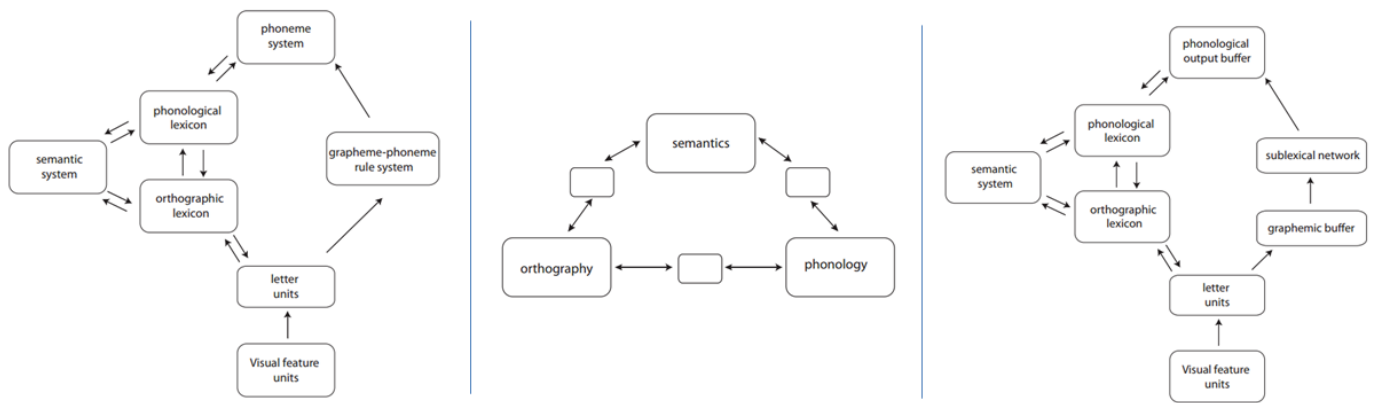 phoneme
system
phonological
lexicon
semantic
system
orthographic
lexicon
grapheme-phoneme
rule system
letter
units
Visual feature
units
semantics
orthography
phonology
phonological
output buffer
phonological
lexicon
semantic
system
orthographic
lexicon
sublexical network
graphemic buffer
letter
units
Visual feature
units